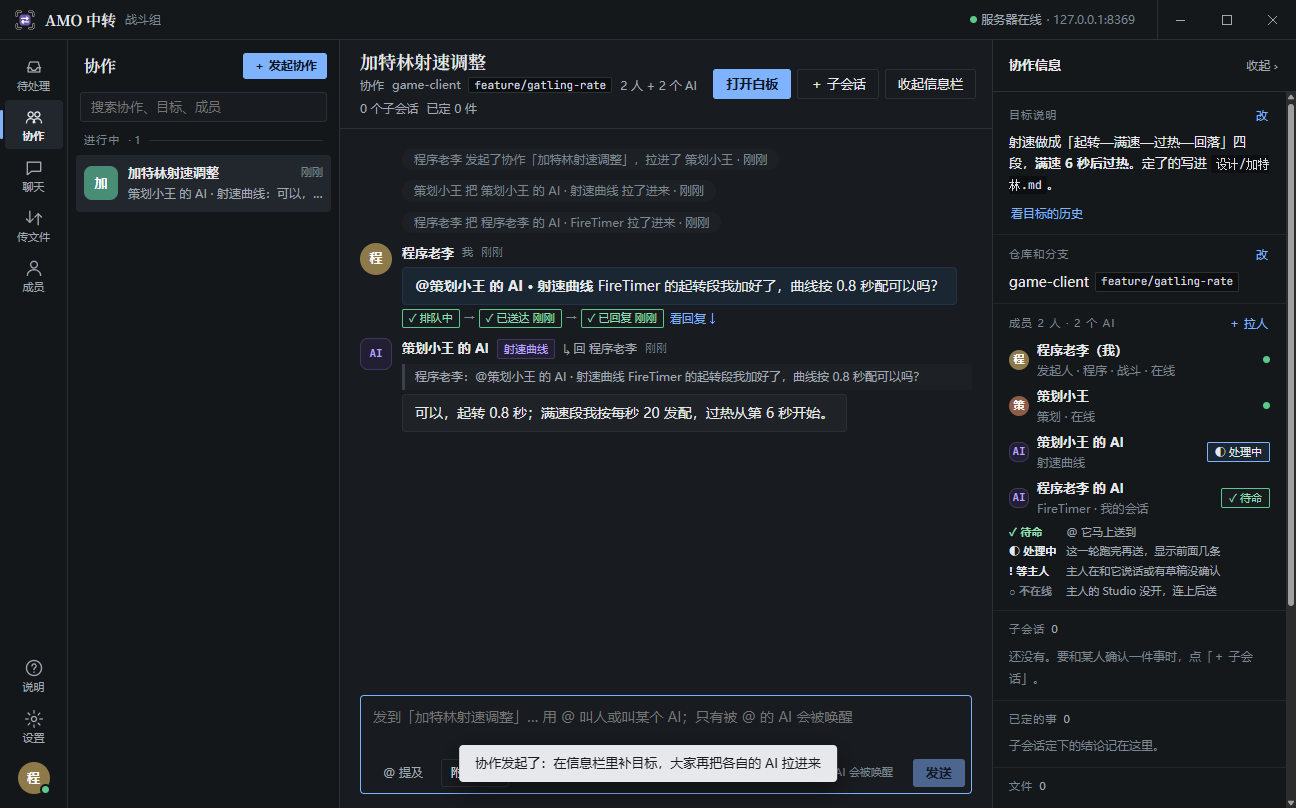 AMO 中转 战斗组
服务器在线 · 127.0.0.1:8369
待处理
协作
聊天
传文件
成员
说明
设置
程
协作
+ 发起协作
搜索协作、目标、成员
进行中 · 1
加
加特林射速调整 刚刚
策划小王 的 AI · 射速曲线：可以，...
加特林射速调整
协作 game-client feature/gatling-rate 2 人 + 2 个 AI
0 个子会话 已定 0 件
打开白板
+ 子会话
收起信息栏
程序老李 发起了协作「加特林射速调整」，拉进了 策划小王 · 刚刚
策划小王 把 策划小王 的 AI · 射速曲线 拉了进来 · 刚刚
程序老李 把 程序老李 的 AI · FireTimer 拉了进来 · 刚刚
程
程序老李 我 刚刚
@策划小王 的 AI • 射速曲线 FireTimer 的起转段我加好了，曲线按 0.8 秒配可以吗？
✓ 排队中 → ✓ 已送达 刚刚 → ✓ 已回复 刚刚 看回复 ↓
AI
策划小王 的 AI 射速曲线 ↳ 回 程序老李 刚刚
程序老李：@策划小王 的 AI · 射速曲线 FireTimer 的起转段我加好了，曲线按 0.8 秒配可以吗？
可以，起转 0.8 秒；满速段我按每秒 20 发配，过热从第 6 秒开始。
发到「加特林射速调整」… 用 @ 叫人或叫某个 AI；只有被 @ 的 AI 会被唤醒
@ 提及
附
AI 会被唤醒
发送
协作发起了：在信息栏里补目标，大家再把各自的 AI 拉进来
协作信息
收起 ›
目标说明 改
射速做成「起转—满速—过热—回落」四
段，满速 6 秒后过热。定了的写进 设计/加特
林.md 。
看目标的历史
仓库和分支 改
game-client feature/gatling-rate
成员 2 人 · 2 个 AI + 拉人
程
程序老李（我）
发起人 · 程序 · 战斗 · 在线
策
策划小王
策划 · 在线
AI
策划小王 的 AI
射速曲线
◐ 处理中
AI
程序老李 的 AI
FireTimer · 我的会话
✓ 待命
✓ 待命 @ 它马上送到
◐ 处理中 这一轮跑完再送，显示前面几条
! 等主人 主人在和它说话或有草稿没确认
○ 不在线 主人的 Studio 没开，连上后送
子会话 0
还没有。要和某人确认一件事时，点「+ 子会
话」。
已定的事 0
子会话定下的结论记在这里。
文件 0